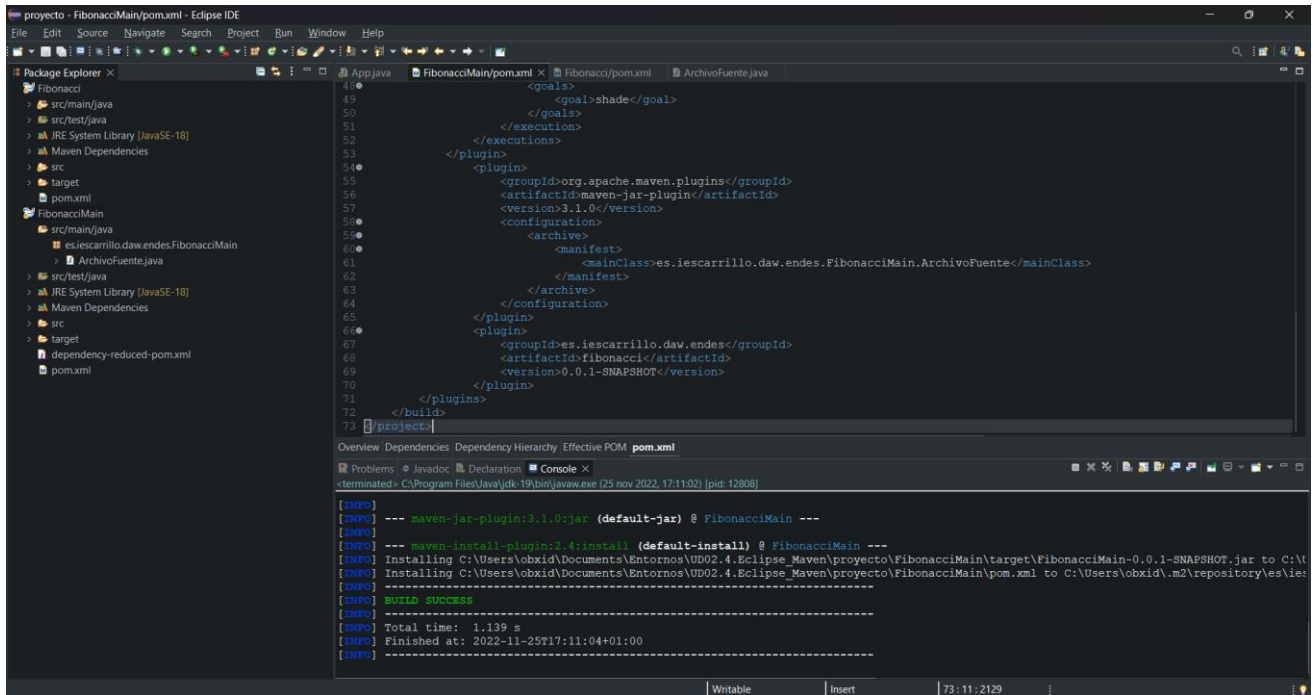 proyecto - FibonacciMain/pom.xml - Eclipse IDE
File Edit Source Navigate Search Project Run Window Help
Package Explorer
Fibonacci
src/main/java
src/test/java
JRE System Library [JavaSE-18]
Maven Dependencies
src
target
pom.xml
FibonacciMain
src/main/java
es.iescarrillo.daw.endes.FibonacciMain
ArchivoFuente.java
src/test/java
JRE System Library [JavaSE-18]
Maven Dependencies
src
target
dependency-reduced-pom.xml
pom.xml
App.java FibonacciMain/pom.xml Fibonacci/pom.xml ArchivoFuente.java
48 <goals>
49 <goal>shade</goal>
50 </goals>
51 </execution>
52 </executions>
53 </plugin>
54 <plugin>
55 <groupId>org.apache.maven.plugins</groupId>
56 <artifactId>maven-jar-plugin</artifactId>
57 <version>3.1.0</version>
58 <configuration>
59 <archive>
60 <manifest>
61 <mainClass>es.iescarrillo.daw.endes.FibonacciMain.ArchivoFuente</mainClass>
62 </manifest>
63 </archive>
64 </configuration>
65 </plugin>
66 <plugin>
67 <groupId>es.iescarrillo.daw.endes</groupId>
68 <artifactId>fibonacci</artifactId>
69 <version>0.0.1-SNAPSHOT</version>
70 </plugin>
71 </plugins>
72 </build>
73 </project>
Overview Dependencies Dependency Hierarchy Effective POM pom.xml
Problems Javadoc Declaration Console
<terminated> C:\Program Files\Java\jdk-19\bin\javaw.exe (25 nov 2022, 17:11:02) [pid: 12808]
[INFO]
[INFO] --- maven-jar-plugin:3.1.0:jar (default-jar) @ FibonacciMain ---
[INFO]
[INFO] --- maven-install-plugin:2.4:install (default-install) @ FibonacciMain ---
[INFO] Installing C:\Users\obxid\Documents\Entornos\UD02.4.Eclipse_Maven\proyecto\FibonacciMain\target\FibonacciMain-0.0.1-SNAPSHOT.jar to C:\
[INFO] Installing C:\Users\obxid\Documents\Entornos\UD02.4.Eclipse_Maven\proyecto\FibonacciMain\pom.xml to C:\Users\obxid\.m2\repository\es\ies
[INFO] ------------------------------------------------------------------------
[INFO] BUILD SUCCESS
[INFO] ------------------------------------------------------------------------
[INFO] Total time: 1.139 s
[INFO] Finished at: 2022-11-25T17:11:04+01:00
[INFO] ------------------------------------------------------------------------
Writable Insert 73 : 11 : 2129